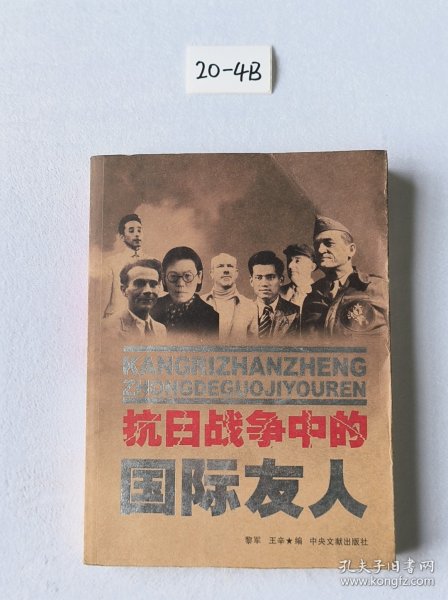 20-4B
KANGRIZHANZHENG
ZHONGDEGUOJIYOUREN
抗日战争中的
国际友人
黎军 王辛★编 中央文献出版社
孔夫子旧书网
www.kongfz.com